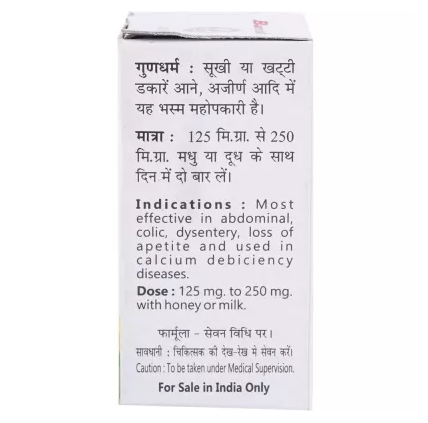 गुणधर्म : सूखी या खट्टी
डकारें आने, अजीर्ण आदि में
यह भस्म महोपकारी है।
मात्रा : 125 मि.ग्रा. से 250
मि.ग्रा. मधु या दूध के साथ
दिन में दो बार लें।
Indications : Most
effective in abdominal,
colic, dysentery, loss of
apetite and used in
calcium debiciency
diseases.
Dose : 125 mg. to 250 mg.
with honey or milk.
फार्मूला - सेवन विधि पर।
सावधानी : चिकित्सक की देख-रेख में सेवन करें।
Caution : To be taken under Medical Supervision.
For Sale in India Only